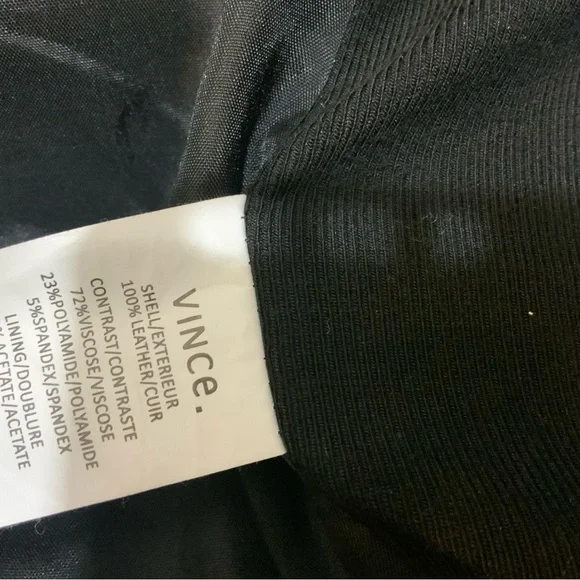 VINCe.
SHELL/EXTERIEUR
100%LEATHER/CUIR
CONTRAST/CONTRASTE
72%VISCOSE/VISCOSE
23%POLYAMIDE/POLYAMIDE
5%SPANDEX/SPANDEX
LINING/DOUBLURE
ACETATE/ACETATE